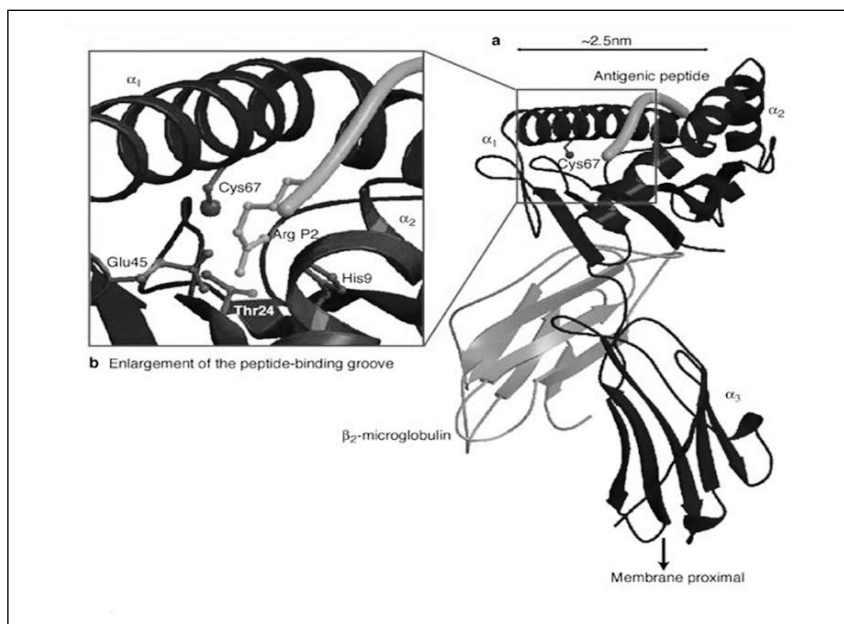 a
~2.5nm
Antigenic peptide
α1
α2
Cys67
α1
Cys67
α2
Arg P2
Glu45
His9
Thr24
b Enlargement of the peptide-binding groove
α3
β2-microglobulin
Membrane proximal